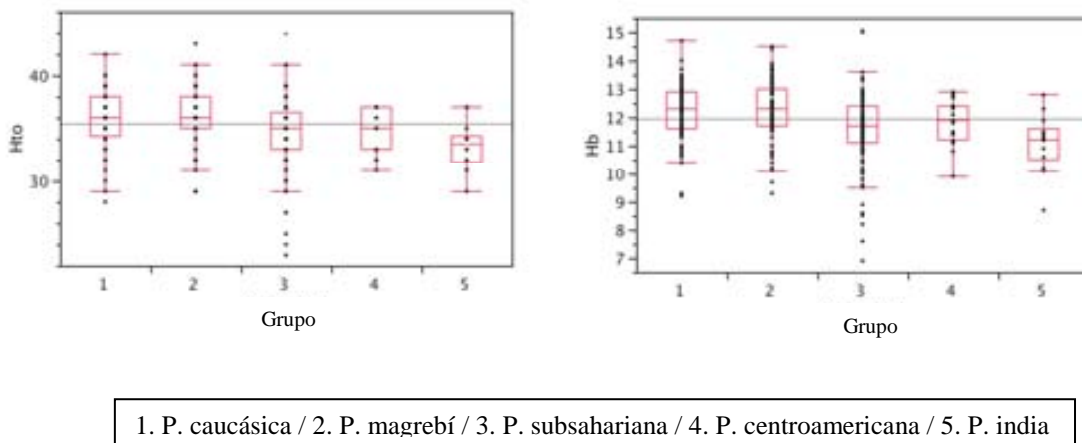 Hto
40
30
1 2 3 4 5
Grupo
Hb
15
14
13
12
11
10
9
8
7
1 2 3 4 5
Grupo
1. P. caucásica / 2. P. magrebí / 3. P. subsahariana / 4. P. centroamericana / 5. P. india